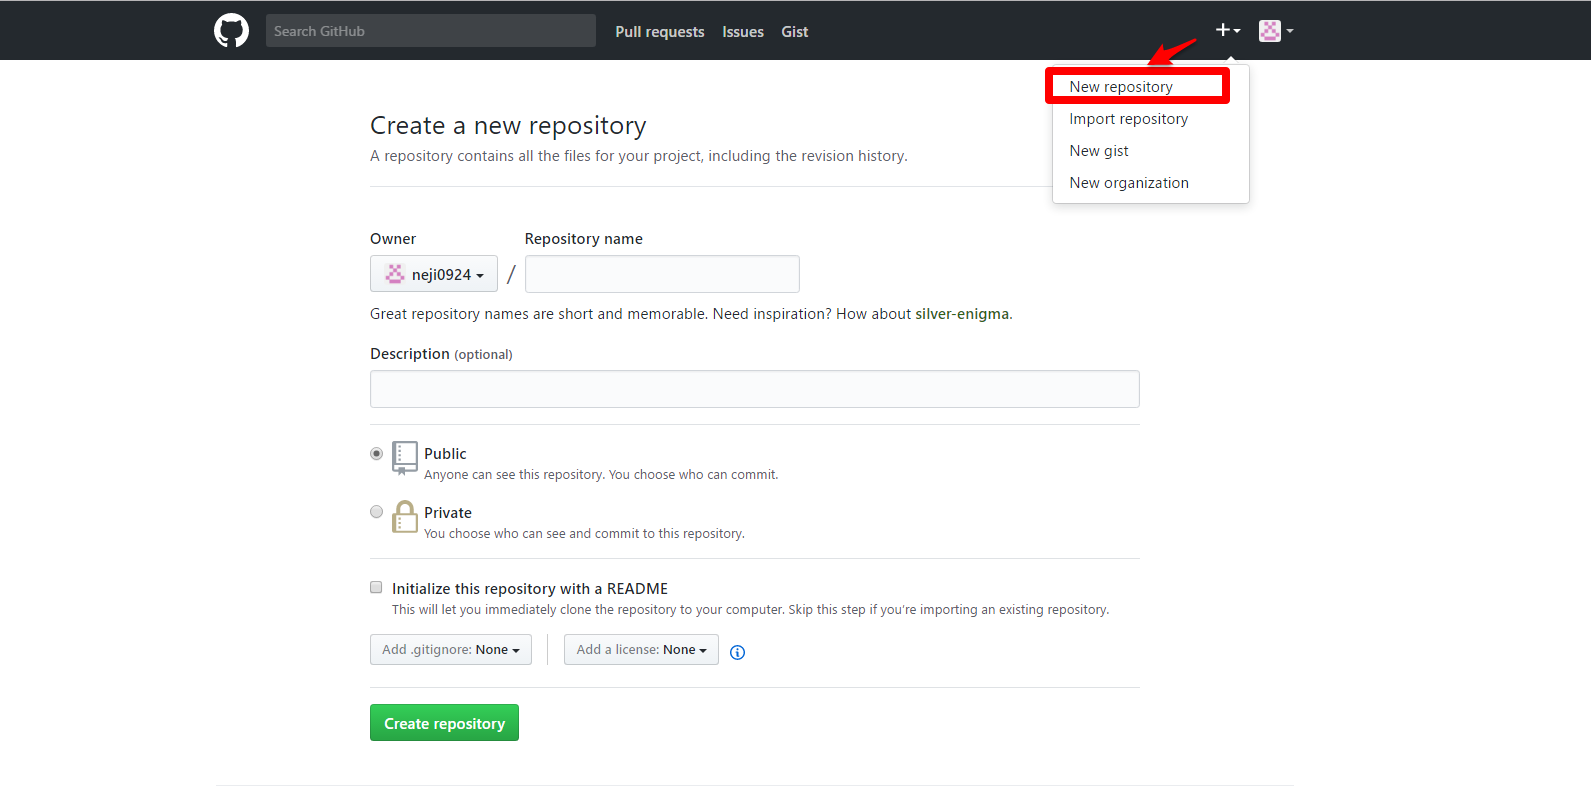 Search GitHub Pull requests Issues Gist
New repository
Import repository
New gist
New organization
Create a new repository
A repository contains all the files for your project, including the revision history.
Owner Repository name
neji0924 /
Great repository names are short and memorable. Need inspiration? How about silver-enigma.
Description (optional)
Public
Anyone can see this repository. You choose who can commit.
Private
You choose who can see and commit to this repository.
Initialize this repository with a README
This will let you immediately clone the repository to your computer. Skip this step if you’re importing an existing repository.
Add .gitignore: None Add a license: None
Create repository